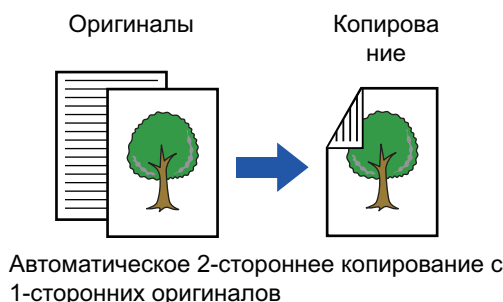 Оригиналы
Копирова
ние
Автоматическое 2-стороннее копирование с
1-сторонних оригиналов